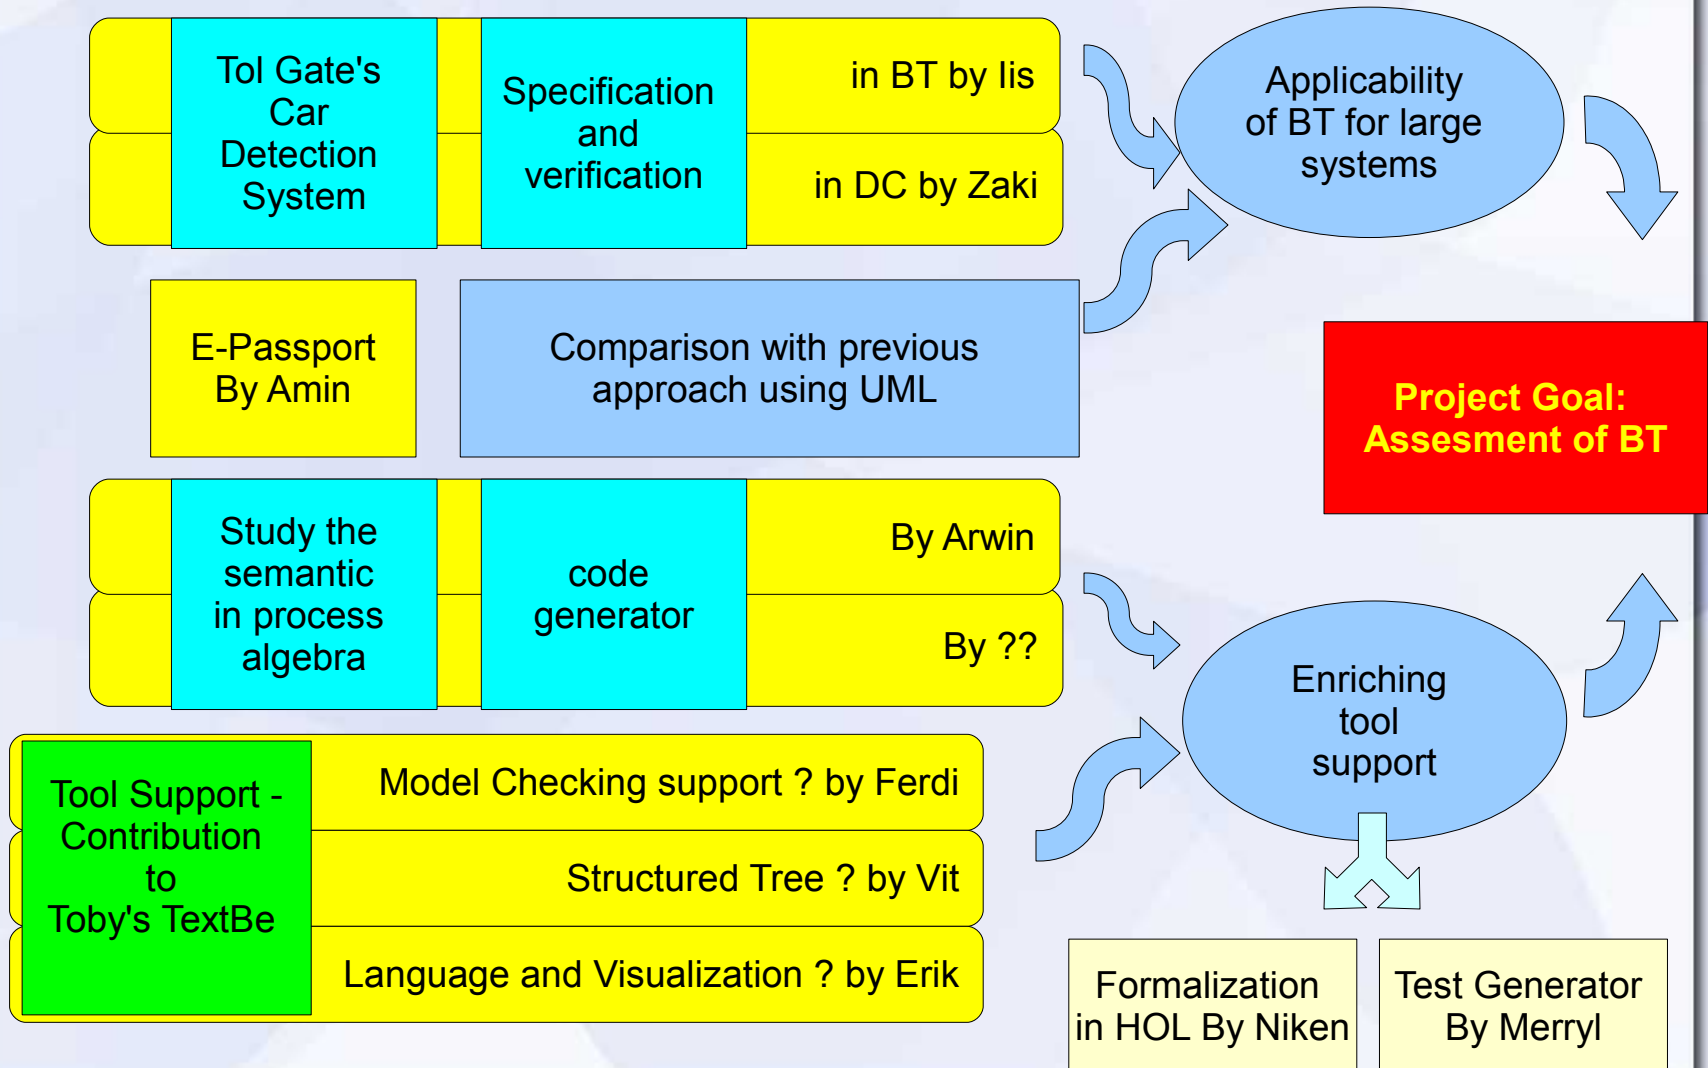 Tol Gate's
Car
Detection
System
Specification
and
verification
in BT by Iis
in DC by Zaki
Applicability
of BT for large
systems
E-Passport
By Amin
Comparison with previous
approach using UML
Project Goal:
Assesment of BT
Study the
semantic
in process
algebra
code
generator
By Arwin
By ??
Enriching
tool
support
Tool Support -
Contribution
to
Toby's TextBe
Model Checking support ? by Ferdi
Structured Tree ? by Vit
Language and Visualization ? by Erik
Formalization
in HOL By Niken
Test Generator
By Merryl